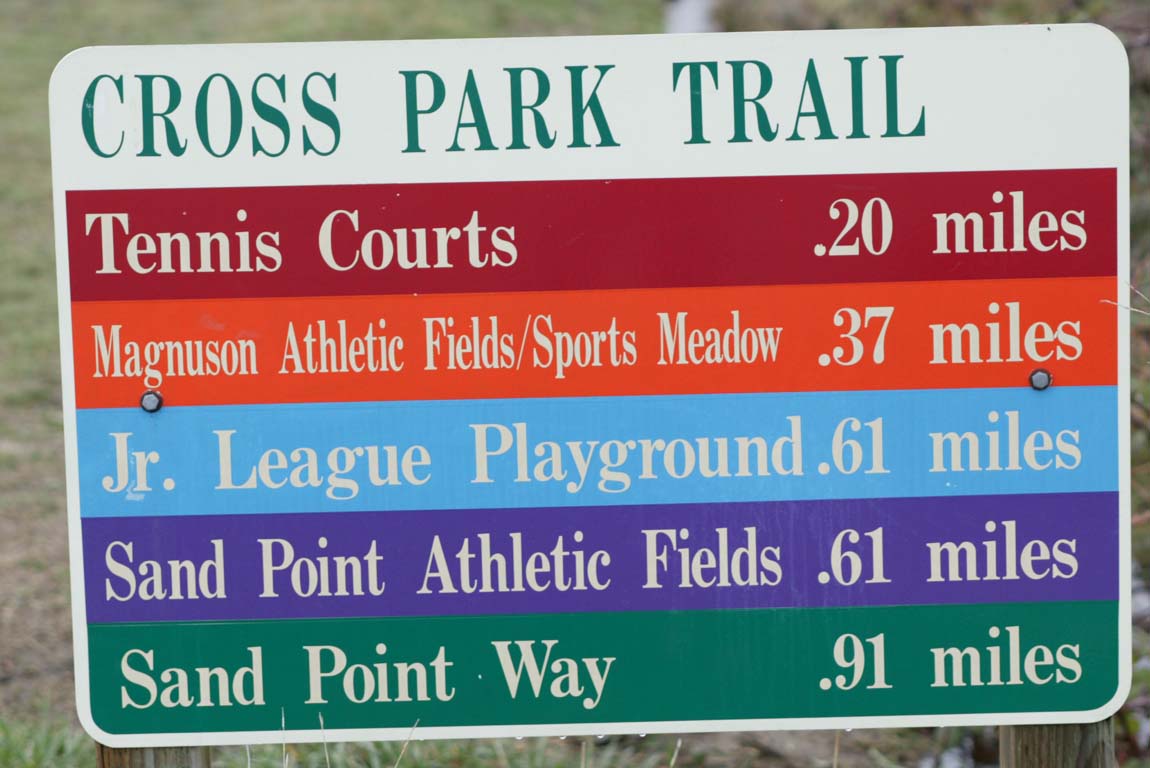 CROSS PARK TRAIL
Tennis Courts .20 miles
Magnuson Athletic Fields/Sports Meadow .37 miles
Jr. League Playground .61 miles
Sand Point Athletic Fields .61 miles
Sand Point Way .91 miles